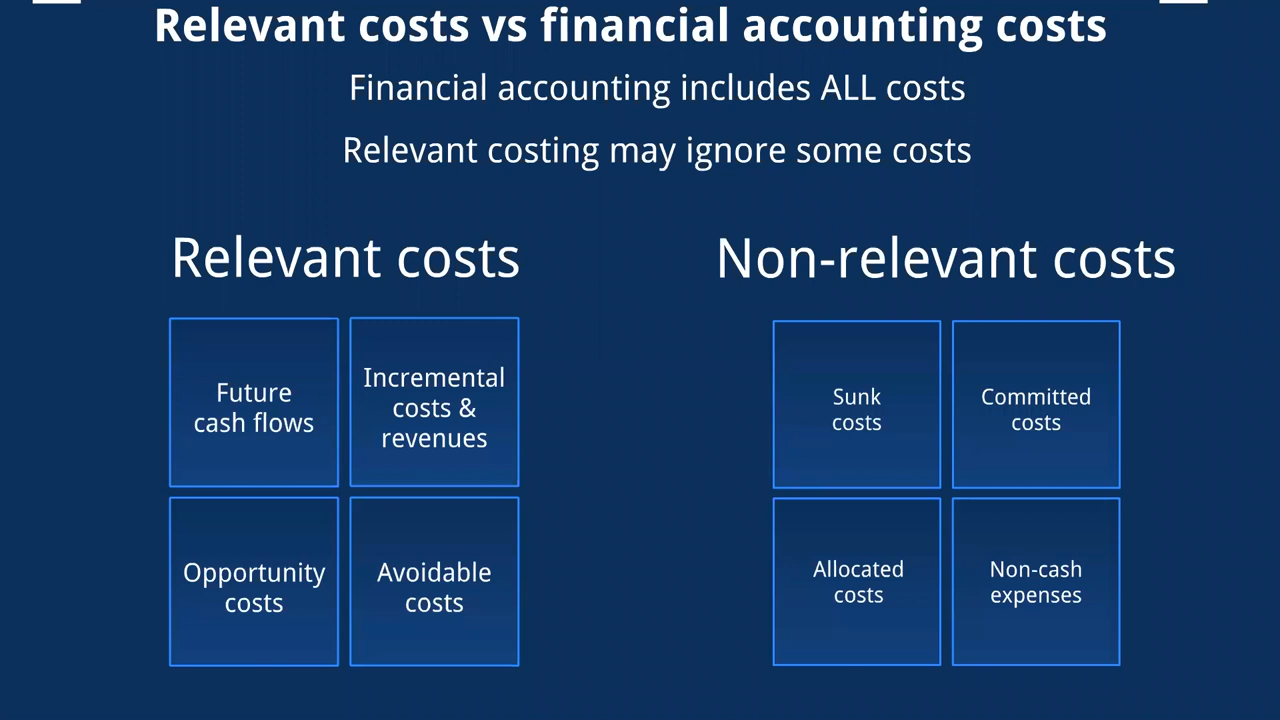 Relevant costs vs financial accounting costs
Financial accounting includes ALL costs
Relevant costing may ignore some costs
Relevant costs
Future
cash flows
Incremental
costs &
revenues
Opportunity
costs
Avoidable
costs
Non-relevant costs
Sunk
costs
Committed
costs
Allocated
costs
Non-cash
expenses